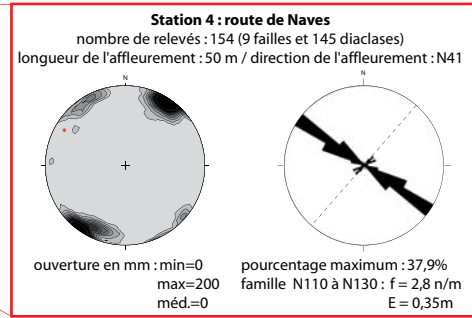 Station 4 : route de Naves
nombre de relevés : 154 (9 failles et 145 diaclases)
longueur de l'affleurement : 50 m / direction de l'affleurement : N41
N
N
ouverture en mm : min=0
max=200
méd.=0
pourcentage maximum : 37,9%
famille N110 à N130 : f = 2,8 n/m
E = 0,35m